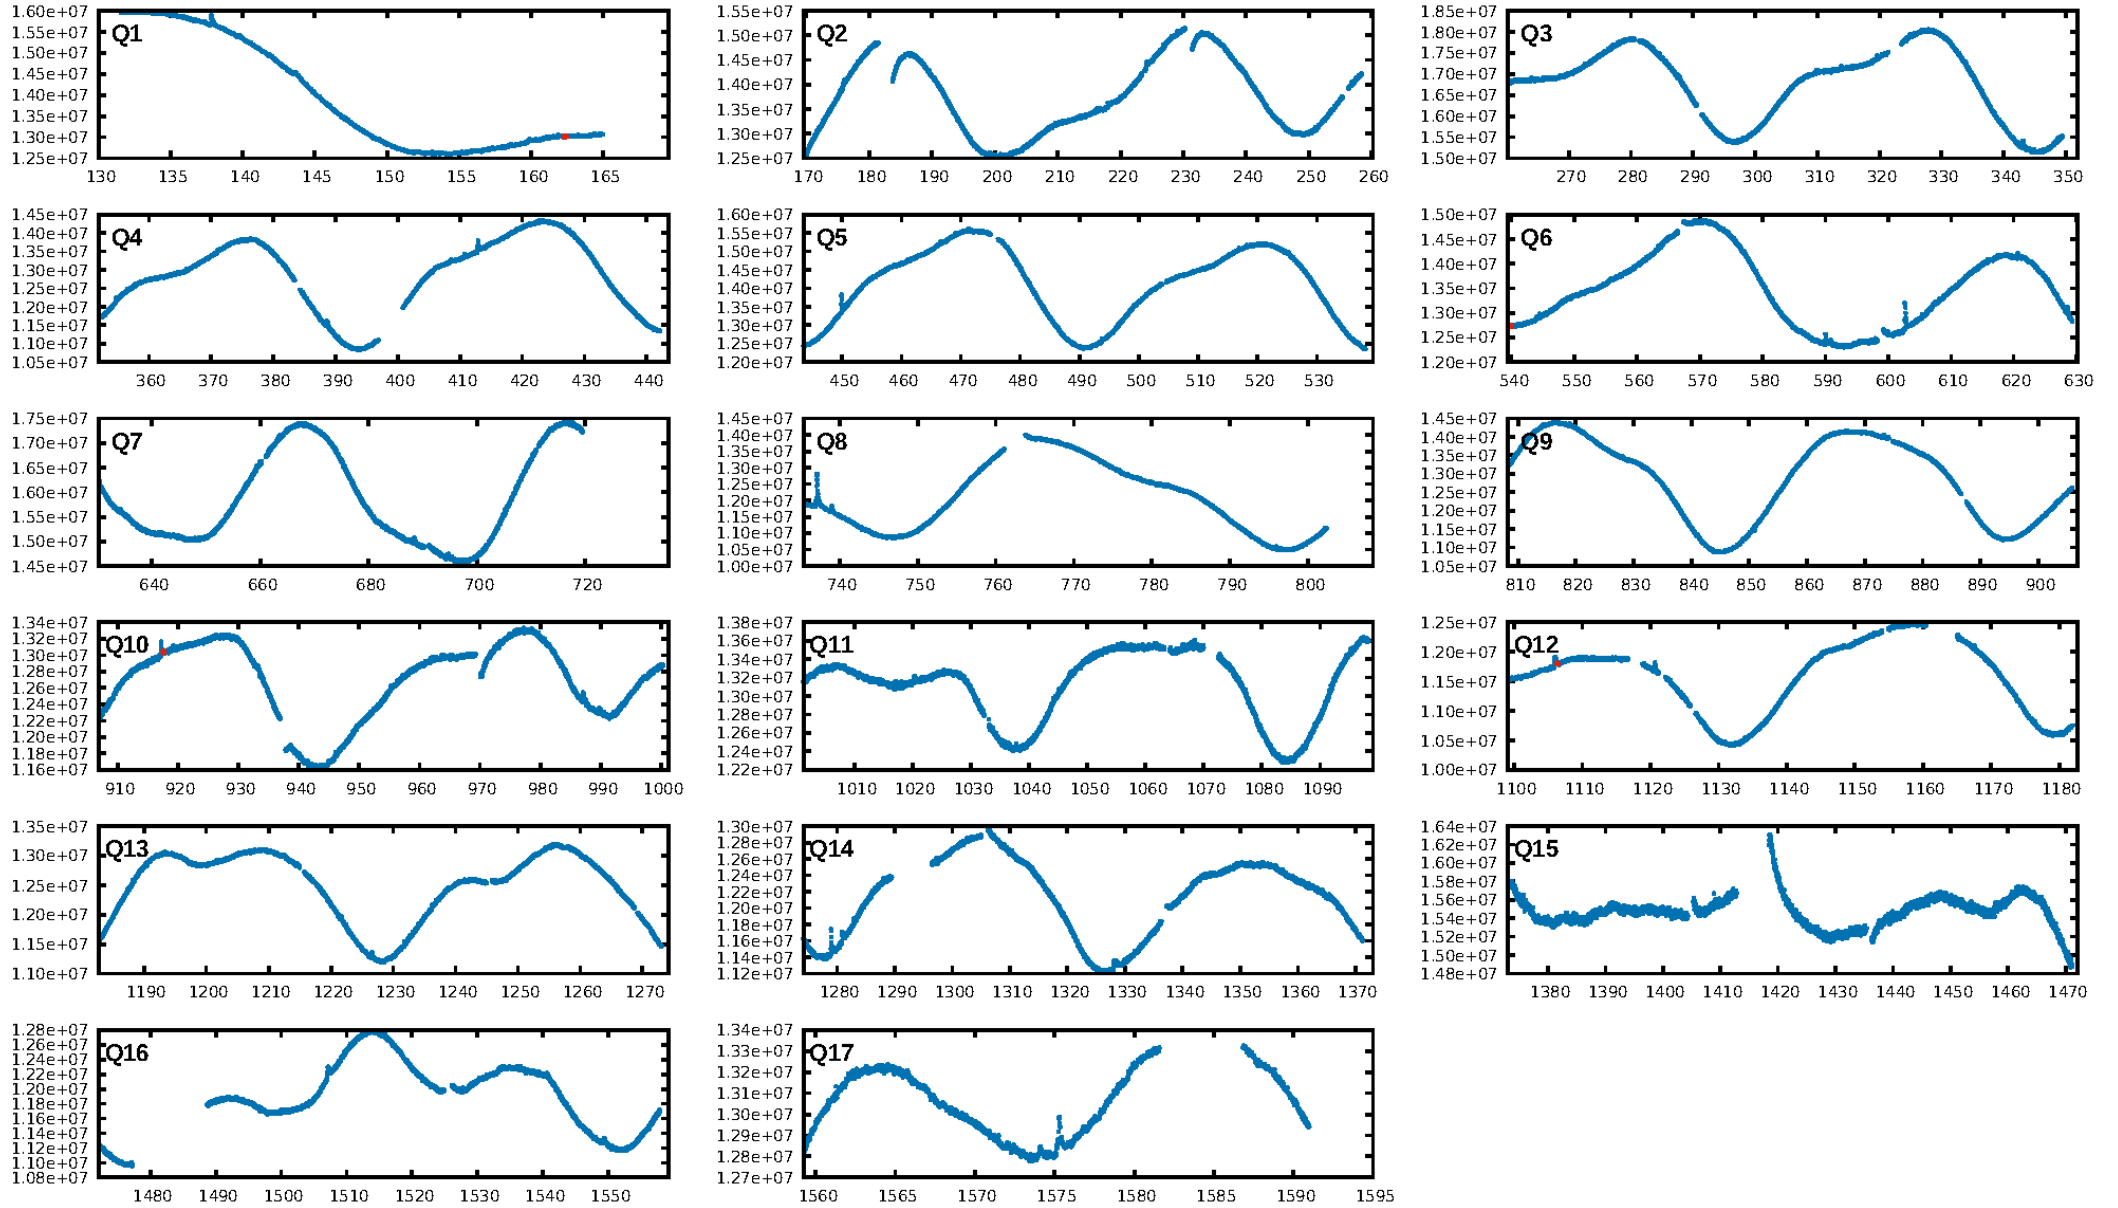 Q1
1.60e+07
1.55e+07
1.50e+07
1.45e+07
1.40e+07
1.35e+07
1.30e+07
1.25e+07
130 135 140 145 150 155 160 165
Q2
1.55e+07
1.50e+07
1.45e+07
1.40e+07
1.35e+07
1.30e+07
1.25e+07
170 180 190 200 210 220 230 240 250 260
Q3
1.85e+07
1.80e+07
1.75e+07
1.70e+07
1.65e+07
1.60e+07
1.55e+07
1.50e+07
270 280 290 300 310 320 330 340 350
Q4
1.45e+07
1.40e+07
1.35e+07
1.30e+07
1.25e+07
1.20e+07
1.15e+07
1.10e+07
1.05e+07
360 370 380 390 400 410 420 430 440
Q5
1.60e+07
1.55e+07
1.50e+07
1.45e+07
1.40e+07
1.35e+07
1.30e+07
1.25e+07
1.20e+07
450 460 470 480 490 500 510 520 530
Q6
1.50e+07
1.45e+07
1.40e+07
1.35e+07
1.30e+07
1.25e+07
1.20e+07
540 550 560 570 580 590 600 610 620 630
Q7
1.75e+07
1.70e+07
1.65e+07
1.60e+07
1.55e+07
1.50e+07
1.45e+07
640 660 680 700 720
Q8
1.45e+07
1.40e+07
1.35e+07
1.30e+07
1.25e+07
1.20e+07
1.15e+07
1.10e+07
1.05e+07
1.00e+07
740 750 760 770 780 790 800
Q9
1.45e+07
1.40e+07
1.35e+07
1.30e+07
1.25e+07
1.20e+07
1.15e+07
1.10e+07
1.05e+07
810 820 830 840 850 860 870 880 890 900
Q10
1.34e+07
1.32e+07
1.30e+07
1.28e+07
1.26e+07
1.24e+07
1.22e+07
1.20e+07
1.18e+07
1.16e+07
910 920 930 940 950 960 970 980 990 1000
Q11
1.38e+07
1.36e+07
1.34e+07
1.32e+07
1.30e+07
1.28e+07
1.26e+07
1.24e+07
1.22e+07
1010 1020 1030 1040 1050 1060 1070 1080 1090
Q12
1.25e+07
1.20e+07
1.15e+07
1.10e+07
1.05e+07
1.00e+07
1100 1110 1120 1130 1140 1150 1160 1170 1180
Q13
1.35e+07
1.30e+07
1.25e+07
1.20e+07
1.15e+07
1.10e+07
1190 1200 1210 1220 1230 1240 1250 1260 1270
Q14
1.30e+07
1.28e+07
1.26e+07
1.24e+07
1.22e+07
1.20e+07
1.18e+07
1.16e+07
1.14e+07
1.12e+07
1280 1290 1300 1310 1320 1330 1340 1350 1360 1370
Q15
1.64e+07
1.62e+07
1.60e+07
1.58e+07
1.56e+07
1.54e+07
1.52e+07
1.50e+07
1.48e+07
1380 1390 1400 1410 1420 1430 1440 1450 1460 1470
Q16
1.28e+07
1.26e+07
1.24e+07
1.22e+07
1.20e+07
1.18e+07
1.16e+07
1.14e+07
1.12e+07
1.10e+07
1.08e+07
1480 1490 1500 1510 1520 1530 1540 1550
Q17
1.34e+07
1.33e+07
1.32e+07
1.31e+07
1.30e+07
1.29e+07
1.28e+07
1.27e+07
1560 1565 1570 1575 1580 1585 1590 1595